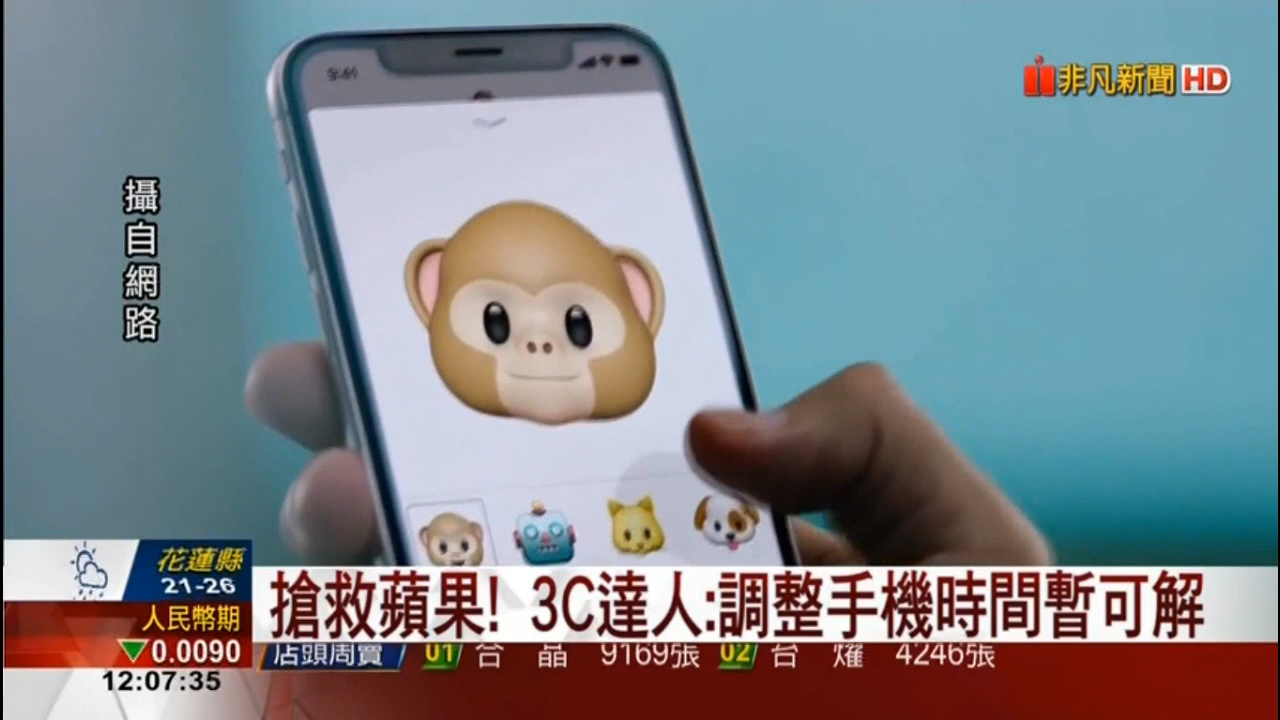 9:41
非凡新聞HD
攝自網路
花蓮縣
21-26
人民幣期
0.0090
12:07:35
搶救蘋果! 3C達人:調整手機時間暫可解
店頭周賣 01 合 晶 9169張 02 台 燿 4246張